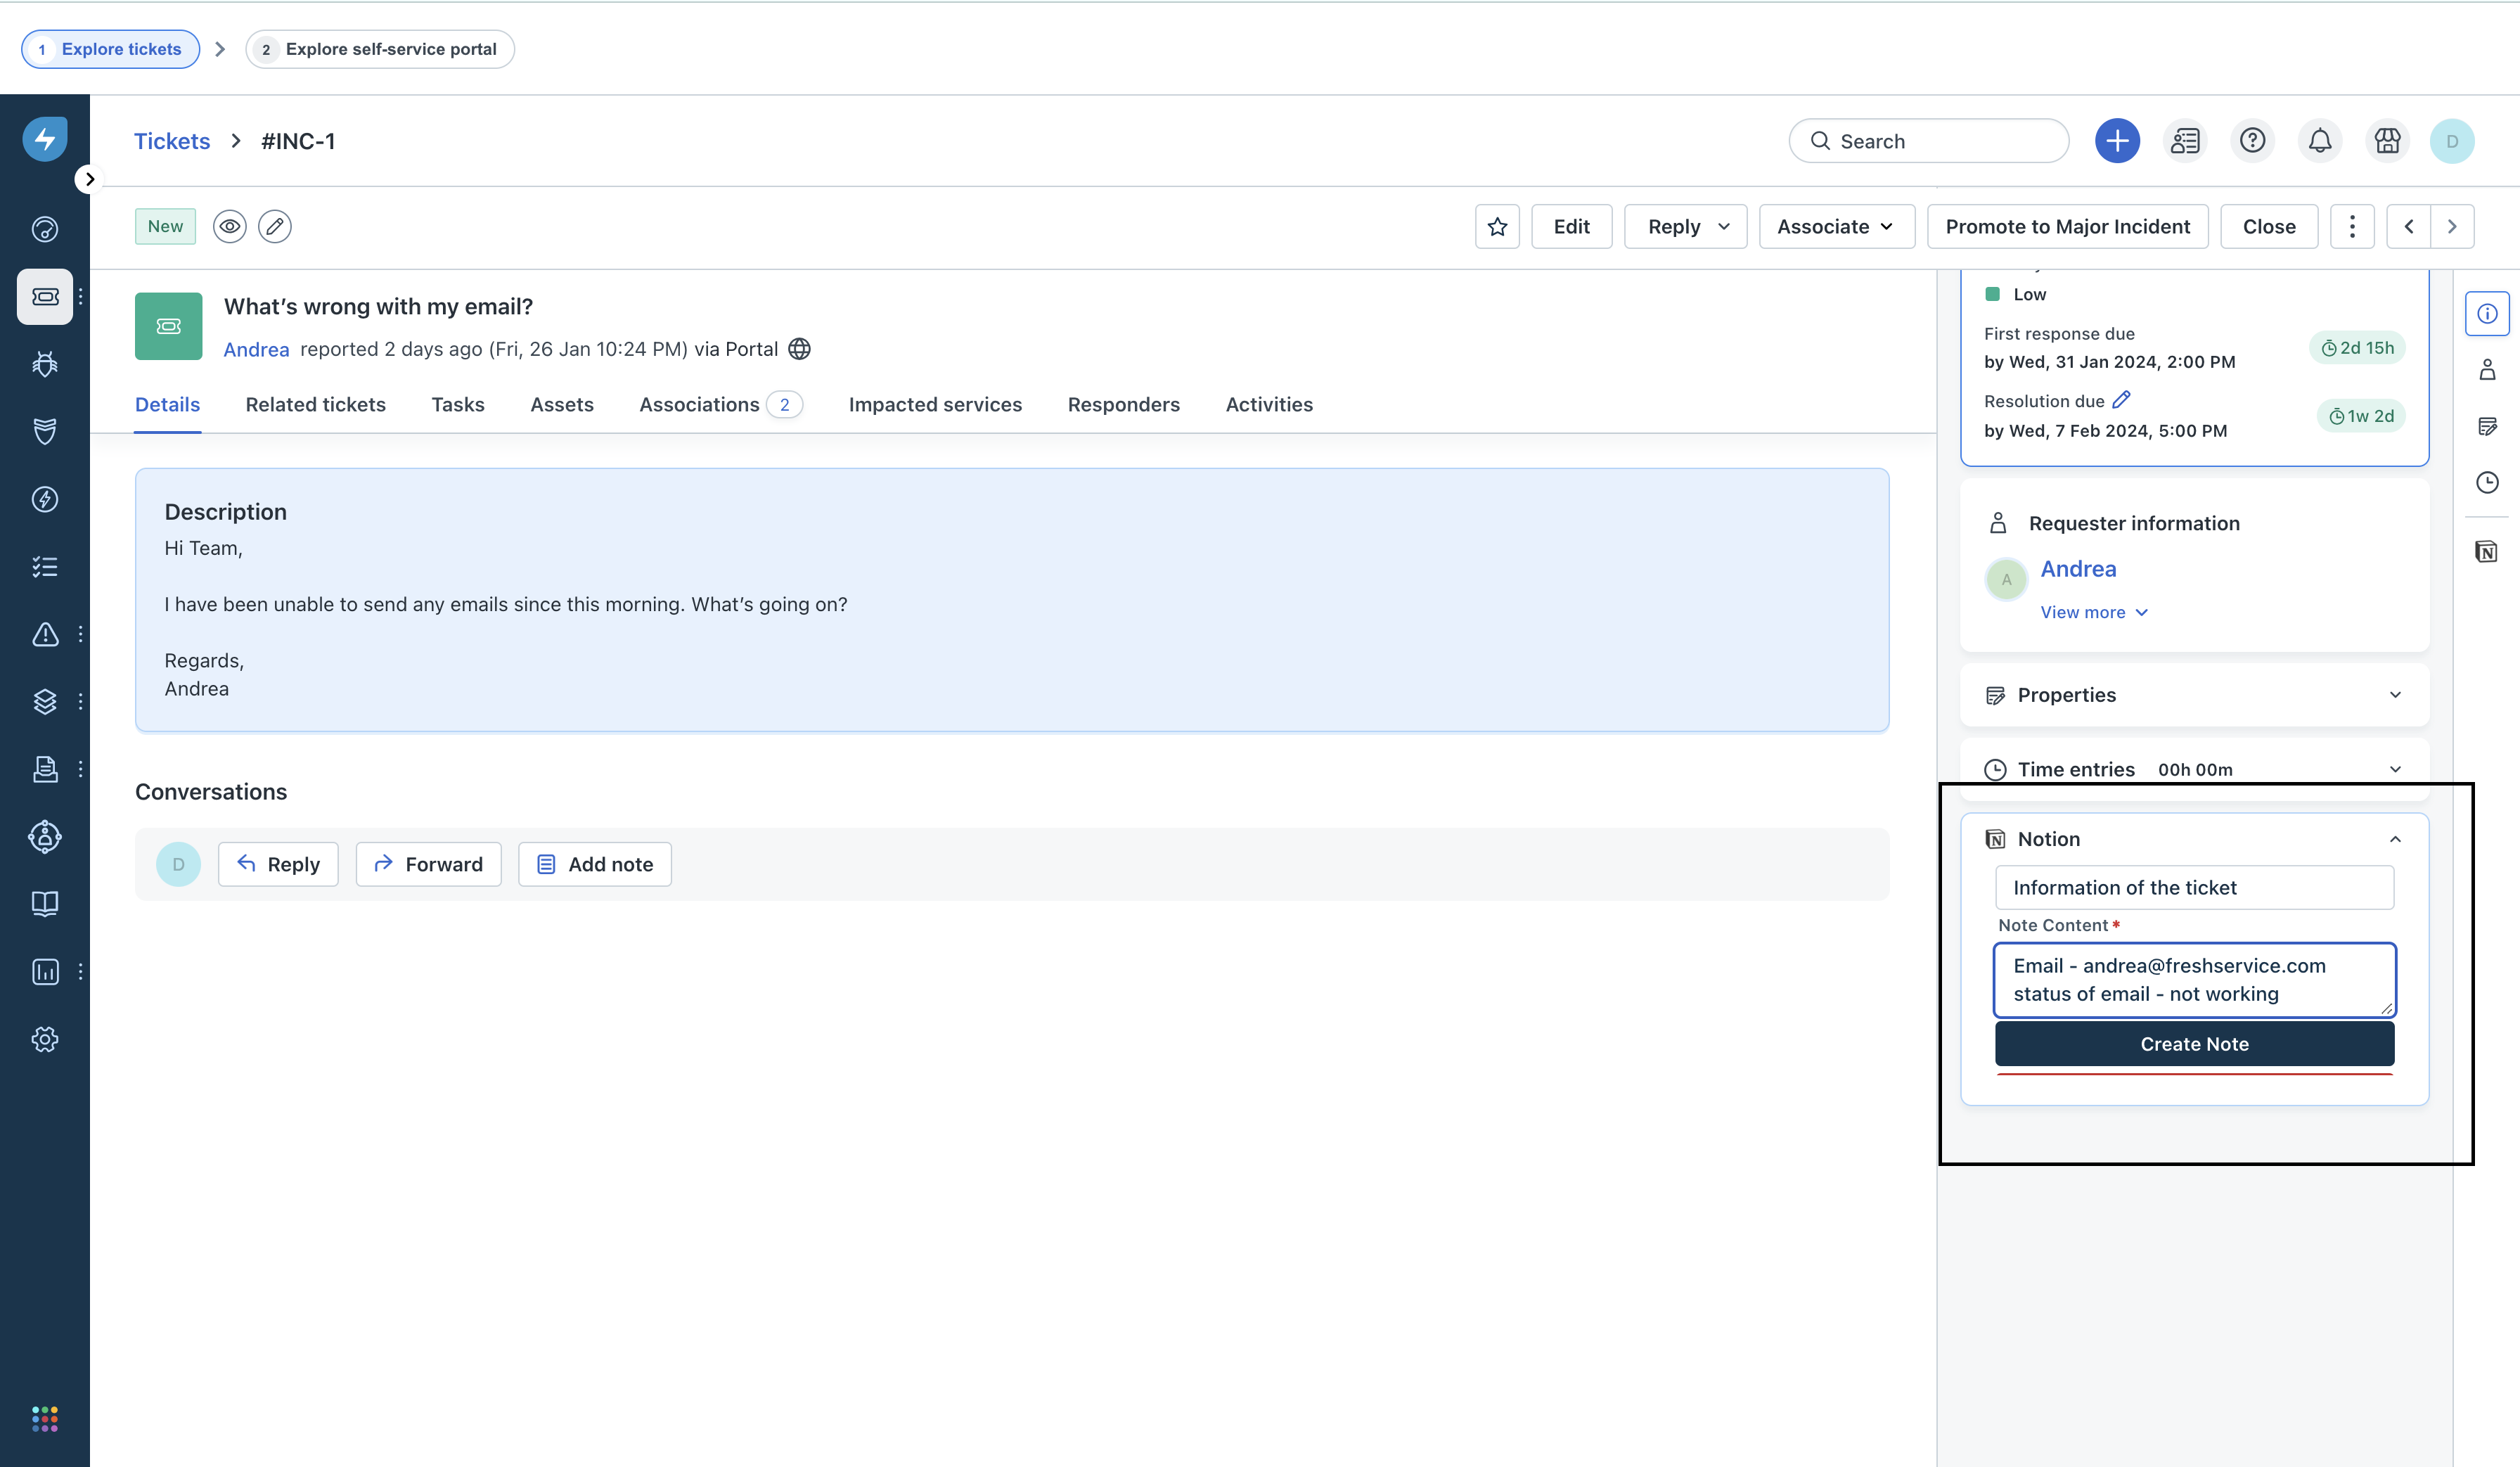 1 Explore tickets
2 Explore self-service portal
Tickets > #INC-1
Search
D
New
Edit
Reply
Associate
Promote to Major Incident
Close
What's wrong with my email?
Andrea reported 2 days ago (Fri, 26 Jan 10:24 PM) via Portal
Details
Related tickets
Tasks
Assets
Associations 2
Impacted services
Responders
Activities
Description
Hi Team,
I have been unable to send any emails since this morning. What's going on?
Regards,
Andrea
Conversations
D
Reply
Forward
Add note
Low
First response due
by Wed, 31 Jan 2024, 2:00 PM
2d 15h
Resolution due
by Wed, 7 Feb 2024, 5:00 PM
1w 2d
Requester information
A
Andrea
View more
Properties
Time entries 00h 00m
N Notion
Information of the ticket
Note Content*
Email - andrea@freshservice.com
status of email - not working
Create Note
N